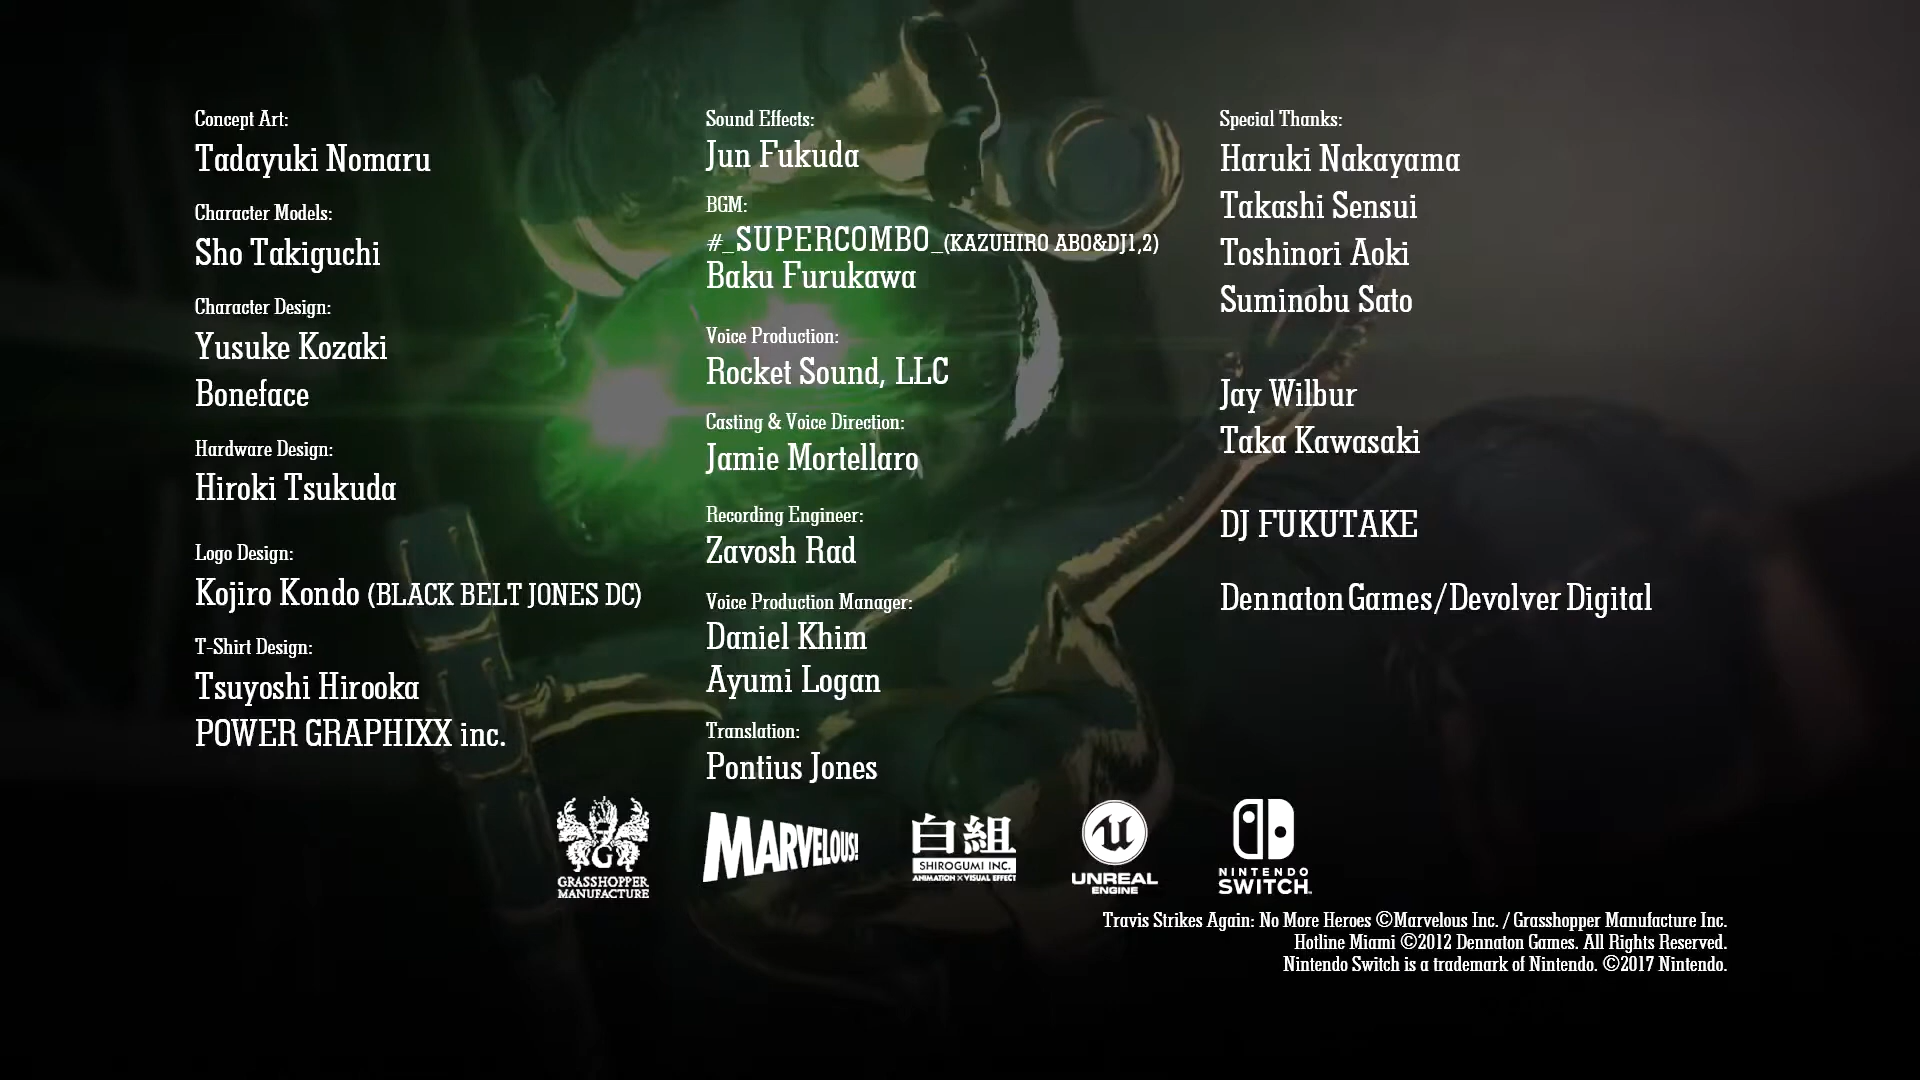 Concept Art:
Tadayuki Nomaru
Character Models:
Sho Takiguchi
Character Design:
Yusuke Kozaki
Boneface
Hardware Design:
Hiroki Tsukuda
Logo Design:
Kojiro Kondo (BLACK BELT JONES DC)
T-Shirt Design:
Tsuyoshi Hirooka
POWER GRAPHIXX inc.
Sound Effects:
Jun Fukuda
BGM:
#_SUPERCOMBO_(KAZUHIRO ABO&DJ1,2)
Baku Furukawa
Voice Production:
Rocket Sound, LLC
Casting & Voice Direction:
Jamie Mortellaro
Recording Engineer:
Zavosh Rad
Voice Production Manager:
Daniel Khim
Ayumi Logan
Translation:
Pontius Jones
Special Thanks:
Haruki Nakayama
Takashi Sensui
Toshinori Aoki
Suminobu Sato
Jay Wilbur
Taka Kawasaki
DJ FUKUTAKE
Dennaton Games/Devolver Digital
G
GRASSHOPPER
MANUFACTURE
MARVELOUS!
白組
SHIROGUMI INC.
ANIMATION×VISUAL EFFECT
UNREAL
ENGINE
NINTENDO
SWITCH
Travis Strikes Again: No More Heroes ©Marvelous Inc. / Grasshopper Manufacture Inc.
Hotline Miami ©2012 Dennaton Games. All Rights Reserved.
Nintendo Switch is a trademark of Nintendo. ©2017 Nintendo.